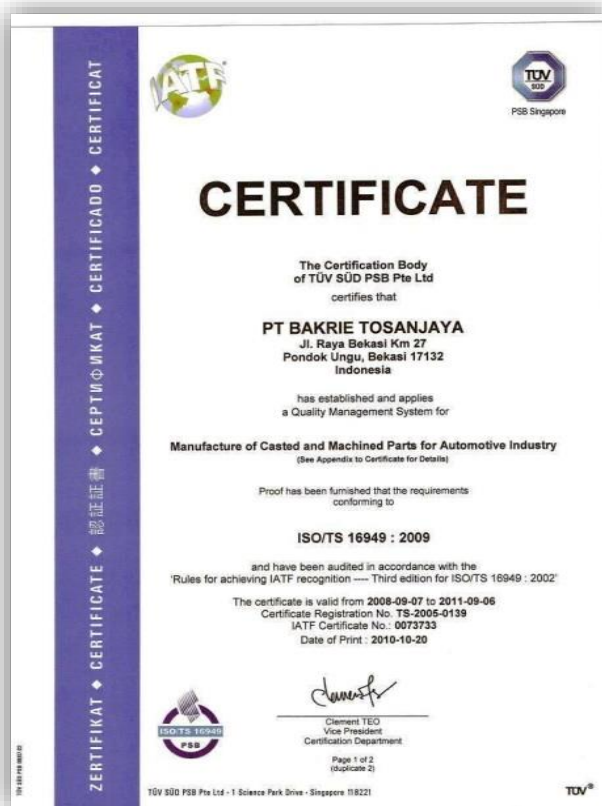 IATF
TÜV
SÜD
PSB Singapore
CERTIFICATE
The Certification Body
of TÜV SÜD PSB Pte Ltd
certifies that
PT BAKRIE TOSANJAYA
Jl. Raya Bekasi Km 27
Pondok Ungu, Bekasi 17132
Indonesia
has established and applies
a Quality Management System for
Manufacture of Casted and Machined Parts for Automotive Industry
(See Appendix to Certificate for Details)
Proof has been furnished that the requirements
conforming to
ISO/TS 16949 : 2009
and have been audited in accordance with the
'Rules for achieving IATF recognition ---- Third edition for ISO/TS 16949 : 2002'
The certificate is valid from 2008-09-07 to 2011-09-06
Certificate Registration No. TS-2005-0139
IATF Certificate No.: 0073733
Date of Print : 2010-10-20
Clement TEO
Vice President
Certification Department
Page 1 of 2
(duplicate 2)
ISO/TS 16949
PSB
TÜV SÜD PSB Pte Ltd - 1 Science Park Drive - Singapore 118221
TÜV®
ZERTIFIKAT ◆ CERTIFICATE ◆ 認証証書 ◆ СЕРТИФИКАТ ◆ CERTIFICADO ◆ CERTIFICAT